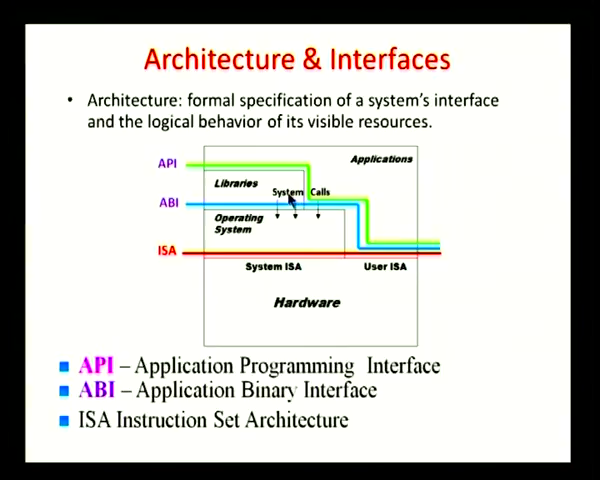 Architecture & Interfaces
• Architecture: formal specification of a system's interface
and the logical behavior of its visible resources.
API
Applications
Libraries
System Calls
ABI
Operating
System
ISA
System ISA
User ISA
Hardware
API – Application Programming Interface
ABI – Application Binary Interface
ISA Instruction Set Architecture